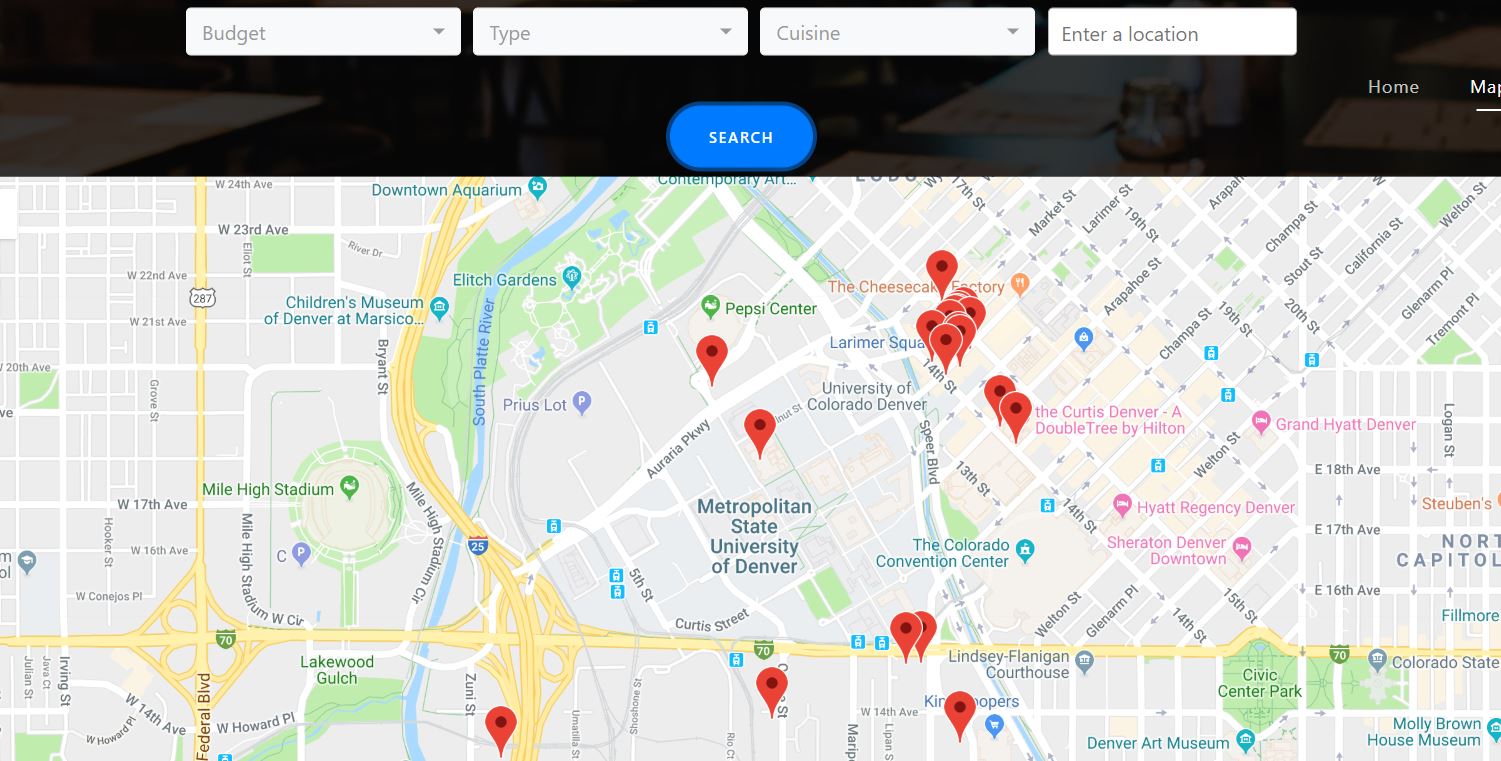 Budget
Type
Cuisine
Enter a location
Home
SEARCH
W 24th Ave
Downtown Aquarium
Contemporary Art...
17th St
Market St
Larimer St
19th St
Champa St
Welton St
W 23rd Ave
River Dr
Eliot St
W 22nd Ave
Elitch Gardens
The Cheesecake Factory
Arapahoe St
Stout St
California St
Glenarm Pl
Tremont Pl
287
Children's Museum
of Denver at Marsico...
Pepsi Center
W 21st Ave
South Platte River
Larimer
20th St
19th St
Champa St
Bryant St
20th Ave
Grove St
14th St
University of
Colorado Denver
Prius Lot
P
the Curtis Denver - A
DoubleTree by Hilton
Grand Hyatt Denver
Logan St
Auraria Pkwy
Speer Blvd
Welton St
E 18th Ave
Mile High Stadium
13th St
W 17th Ave
Metropolitan
State
University
of Denver
14th St
Hyatt Regency Denver
Steuben's
Hooker St
Mile High Stadium Cir
E 17th Ave
25
The Colorado
Convention Center
Sheraton Denver
Downtown
W 16th Ave
C
P
5th St
E 16th Ave
W Conejos Pl
Mile High Stadium W Cir
Curtis Street
Welton St
Glenarm Pl
14th St
15th St
Fillmore
70
70
70
Lindsey-Flanigan
Courthouse
Colorado State
Julian St
Java Ct
Irving St
Lakewood
Gulch
Zuni St
Shoshone St
Civic
Center Park
W 14th Ave
W Howard Pl
W Howard Pl
Federal Blvd
Umatilla St
Rio Ct
W 14th Ave
Lipan S
Molly Brown
House Museum
Denver Art Museum